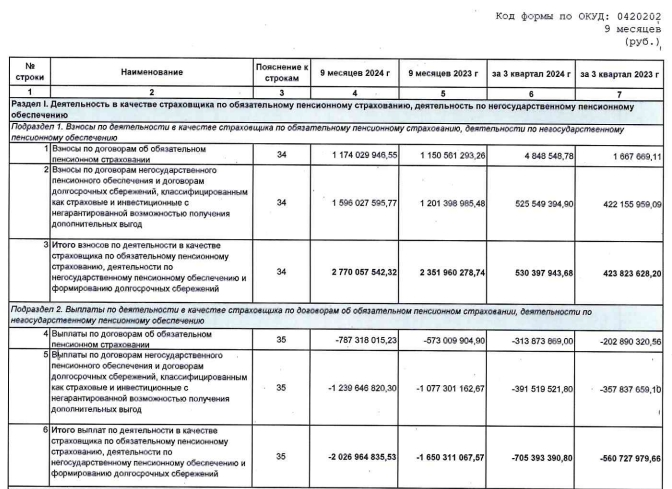 Код формы по ОКУД: 0420202
9 месяцев
(руб.)
№ строки Наименование Пояснение к строкам 9 месяцев 2024 г 9 месяцев 2023 г за 3 квартал 2024 г за 3 квартал 2023 г
1 2 3 4 5 6 7
Раздел I. Деятельность в качестве страховщика по обязательному пенсионному страхованию, деятельность по негосударственному пенсионному
обеспечению
Подраздел 1. Взносы по деятельности в качестве страховщика по обязательному пенсионному страхованию, деятельности по негосударственному
пенсионному обеспечению
1 Взносы по договорам об обязательном
пенсионном страховании 34 1 174 029 946,55 1 150 561 293,26 4 848 548,78 1 667 669,11
2 Взносы по договорам негосударственного
пенсионного обеспечения и договорам
долгосрочных сбережений, классифицированным
как страховые и инвестиционные с 34 1 596 027 595,77 1 201 398 985,48 525 549 394,90 422 155 959,09
негарантированной возможностью получения
дополнительных выгод
3 Итого взносов по деятельности в качестве
страховщика по обязательному пенсионному
страхованию, деятельности по 34 2 770 057 542,32 2 351 960 278,74 530 397 943,68 423 823 628,20
негосударственному пенсионному обеспечению и
формированию долгосрочных сбережений
Подраздел 2. Выплаты по деятельности в качестве страховщика по договорам об обязательном пенсионном страховании, деятельности по
негосударственному пенсионному обеспечению
4 Выплаты по договорам об обязательном
пенсионном страховании 35 -787 318 015,23 -573 009 904,90 -313 873 869,00 -202 890 320,56
5 Выплаты по договорам негосударственного
пенсионного обеспечения и договорам
долгосрочных сбережений, классифицированным
как страховые и инвестиционные с 35 -1 239 646 820,30 -1 077 301 162,67 -391 519 521,80 -357 837 659,10
негарантированной возможностью получения
дополнительных выгод
6 Итого выплат по деятельности в качестве
страховщика по обязательному пенсионному
страхованию, деятельности по 35 -2 026 964 835,53 -1 650 311 067,57 -705 393 390,80 -560 727 979,66
негосударственному пенсионному обеспечению и
формированию долгосрочных сбережений